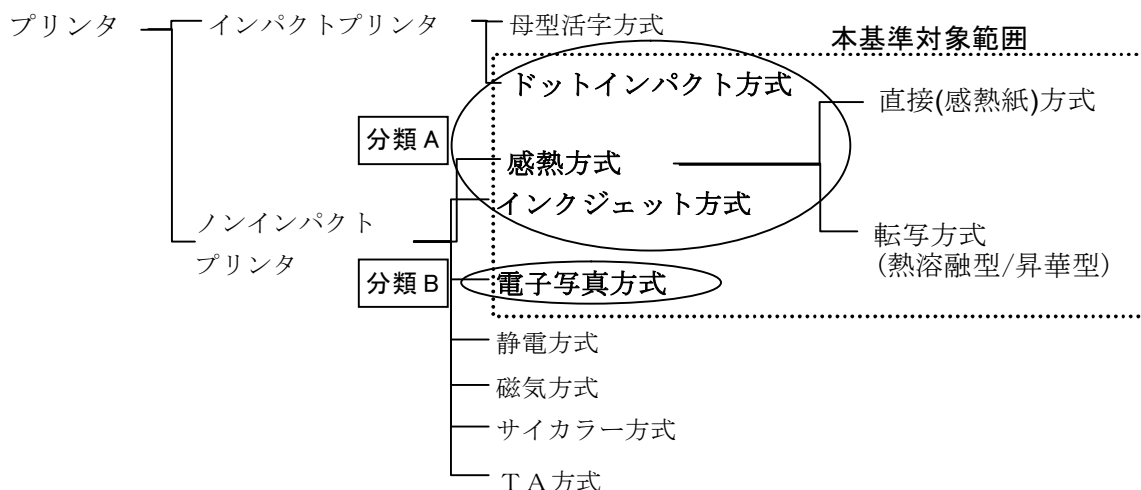 プリンタ
インパクトプリンタ
母型活字方式
本基準対象範囲
ドットインパクト方式
直接(感熱紙)方式
分類 A
感熱方式
インクジェット方式
ノンインパクト
プリンタ
転写方式
(熱溶融型/昇華型)
分類 B
電子写真方式
静電方式
磁気方式
サイカラー方式
ＴＡ方式